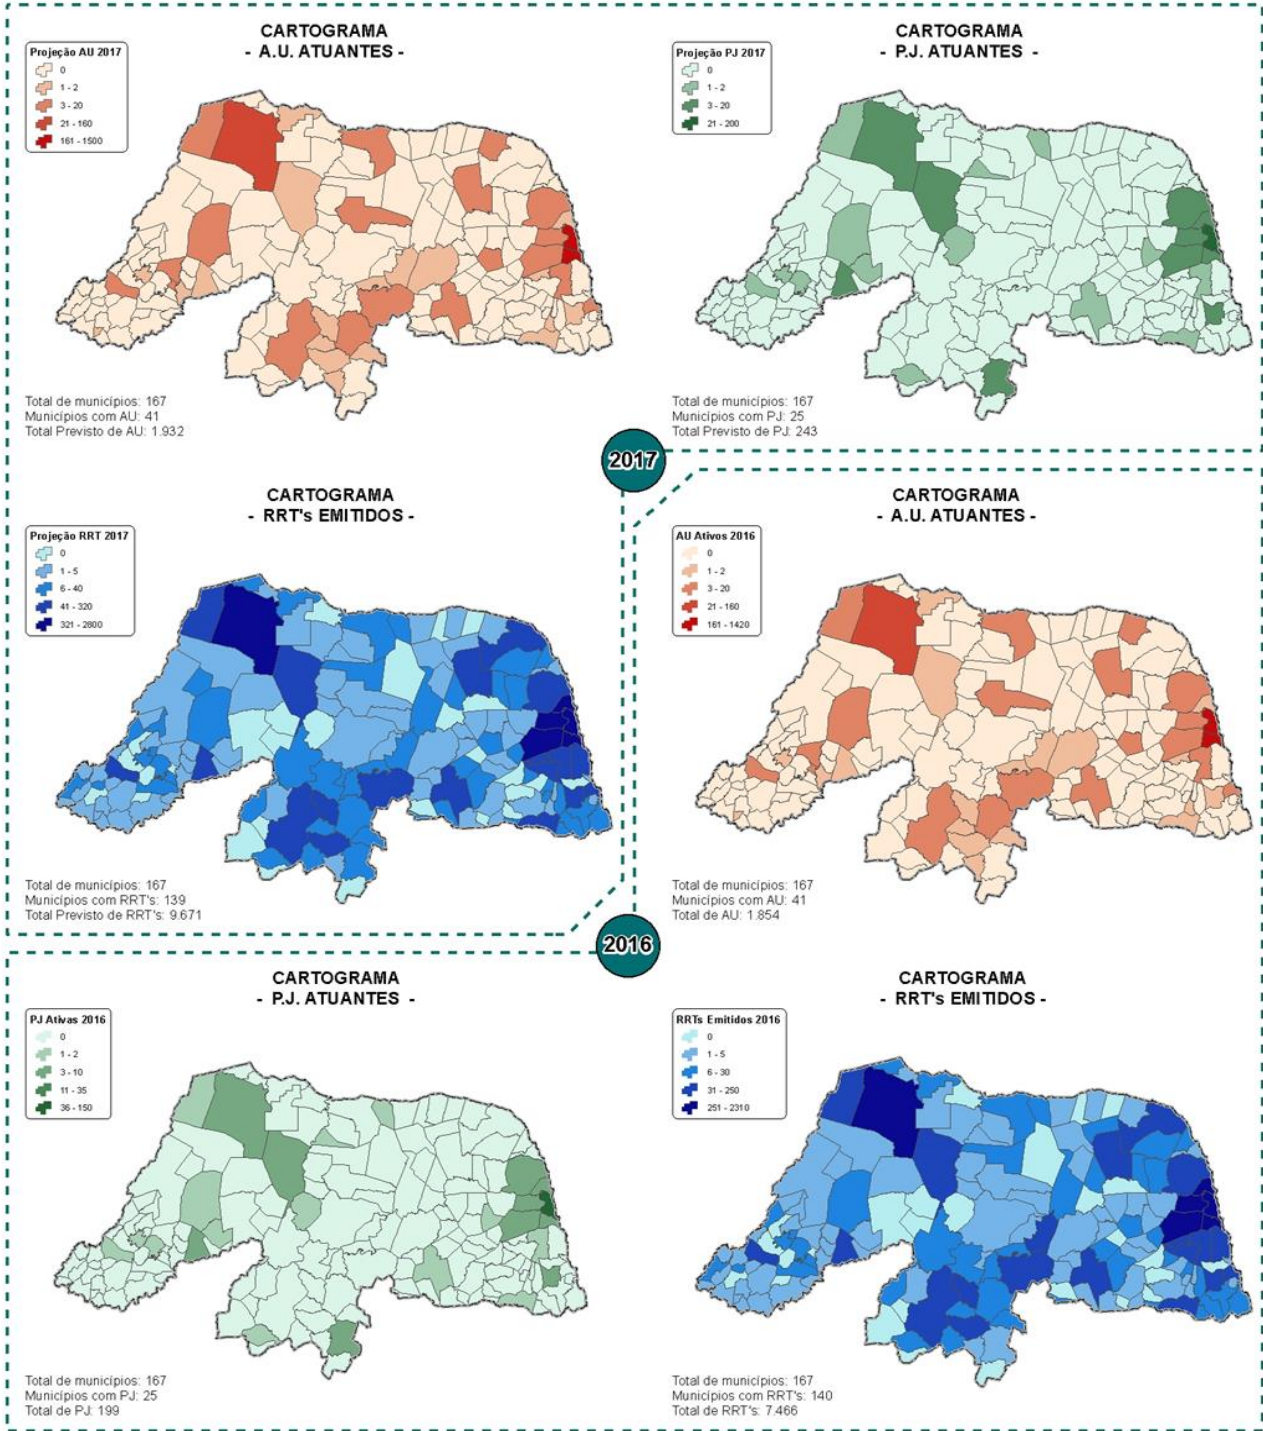 CARTOGRAMA
- A.U. ATUANTES -
Projeção AU 2017
0
1 - 2
3 - 20
21 - 160
161 - 1500
Total de municípios: 167
Municípios com AU: 41
Total Previsto de AU: 1.932
CARTOGRAMA
- P.J. ATUANTES -
Projeção PJ 2017
0
1 - 2
3 - 20
21 - 200
Total de municípios: 167
Municípios com PJ: 25
Total Previsto de PJ: 243
2017
CARTOGRAMA
- RRT's EMITIDOS -
Projeção RRT 2017
0
1 - 5
6 - 40
41 - 320
321 - 2800
Total de municípios: 167
Municípios com RRT's: 139
Total Previsto de RRT's: 9.671
CARTOGRAMA
- A.U. ATUANTES -
AU Ativos 2016
0
1 - 2
3 - 20
21 - 160
161 - 1420
Total de municípios: 167
Municípios com AU: 41
Total de AU: 1.854
2016
CARTOGRAMA
- P.J. ATUANTES -
PJ Ativas 2016
0
1 - 2
3 - 10
11 - 35
36 - 150
Total de municípios: 167
Municípios com PJ: 25
Total de PJ: 199
CARTOGRAMA
- RRT's EMITIDOS -
RRTs Emitidos 2016
0
1 - 5
6 - 30
31 - 250
251 - 2310
Total de municípios: 167
Municípios com RRT's: 140
Total de RRT's: 7.466